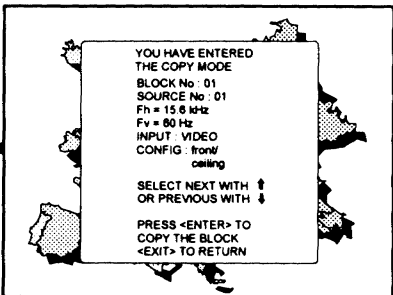 YOU HAVE ENTERED
THE COPY MODE
BLOCK No : 01
SOURCE No : 01
Fh = 15.6 kHz
Fv = 60 Hz
INPUT : VIDEO
CONFIG : front/
ceiling
SELECT NEXT WITH ⬆
OR PREVIOUS WITH ⬇
PRESS <ENTER> TO
COPY THE BLOCK
<EXIT> TO RETURN